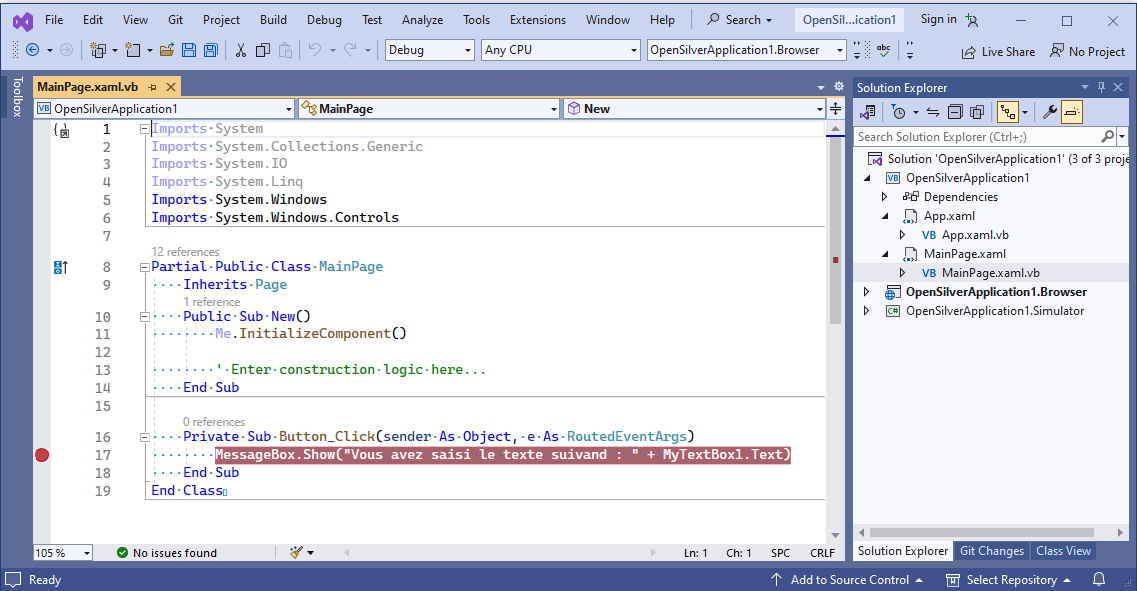 File Edit View Git Project Build Debug Test Analyze Tools Extensions Window Help Search OpenSil...ication1 Sign in
Debug Any CPU OpenSilverApplication1.Browser abc Live Share No Project
Toolbox
MainPage.xaml.vb
VB OpenSilverApplication1 MainPage New
1 Imports System
2 Imports System.Collections.Generic
3 Imports System.IO
4 Imports System.Linq
5 Imports System.Windows
6 Imports System.Windows.Controls
7
12 references
8 Partial Public Class MainPage
9 Inherits Page
1 reference
10 Public Sub New()
11 Me.InitializeComponent()
12
13 ' Enter construction logic here...
14 End Sub
15
0 references
16 Private Sub Button_Click(sender As Object, e As RoutedEventArgs)
17 MessageBox.Show("Vous avez saisi le texte suivant : " + MyTextBox1.Text)
18 End Sub
19 End Class
105 % No issues found Ln: 1 Ch: 1 SPC CRLF
Solution Explorer
Search Solution Explorer (Ctrl+;)
Solution 'OpenSilverApplication1' (3 of 3 proje
VB OpenSilverApplication1
Dependencies
App.xaml
VB App.xaml.vb
MainPage.xaml
VB MainPage.xaml.vb
OpenSilverApplication1.Browser
C# OpenSilverApplication1.Simulator
Solution Explorer Git Changes Class View
Ready Add to Source Control Select Repository